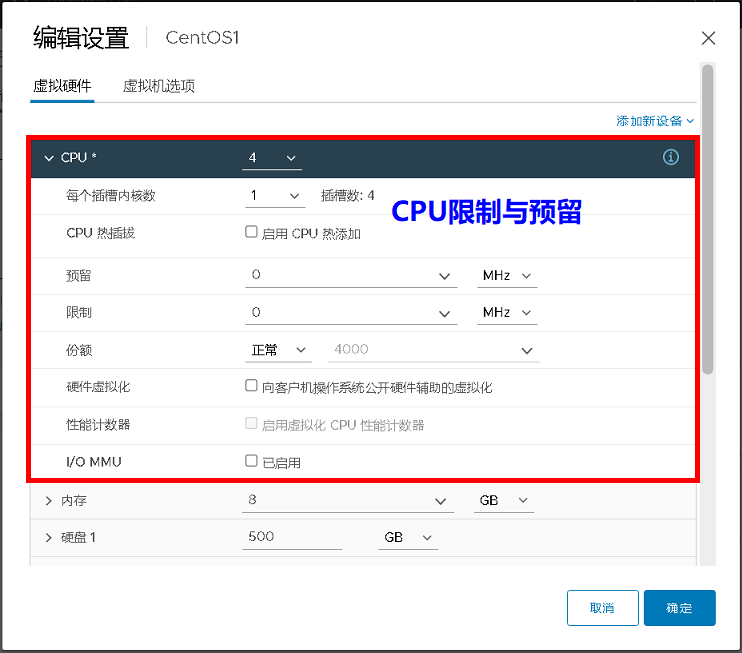 编辑设置 CentOS1
虚拟硬件 虚拟机选项
添加新设备
CPU * 4
每个插槽内核数 1 插槽数: 4
CPU限制与预留
CPU 热插拔 启用 CPU 热添加
预留 0 MHz
限制 0 MHz
份额 正常 4000
硬件虚拟化 向客户机操作系统公开硬件辅助的虚拟化
性能计数器 启用虚拟化 CPU 性能计数器
I/O MMU 已启用
内存 8 GB
硬盘 1 500 GB
取消 确定